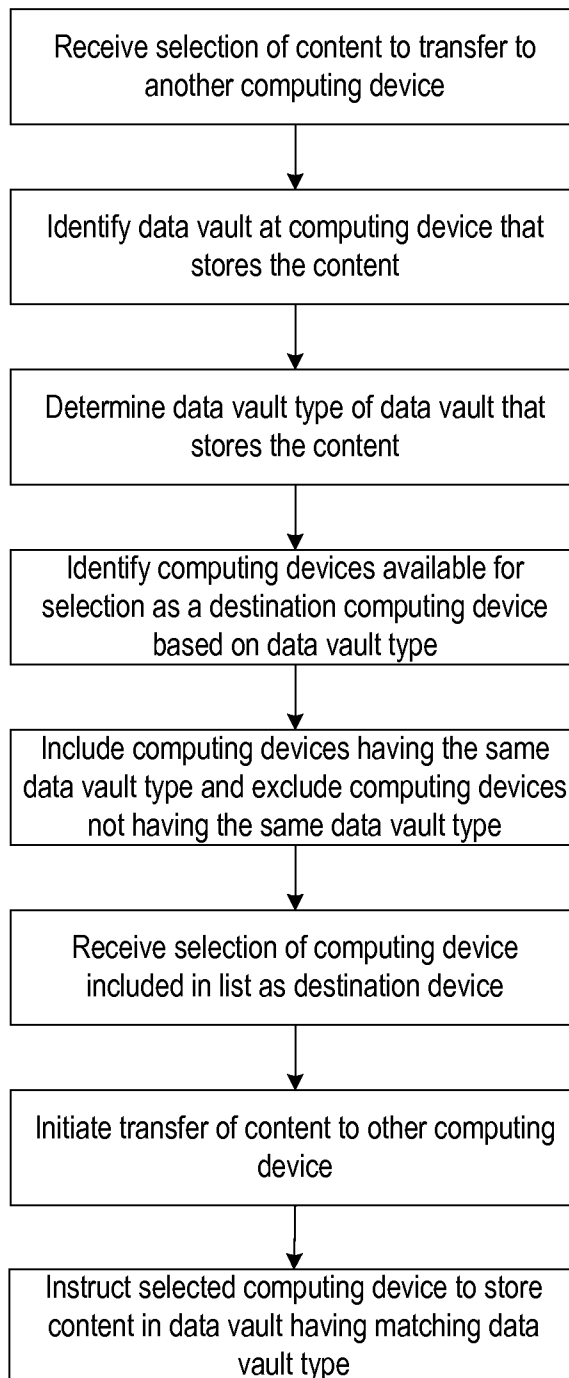 Receive selection of content to transfer to
another computing device
Identify data vault at computing device that
stores the content
Determine data vault type of data vault that
stores the content
Identify computing devices available for
selection as a destination computing device
based on data vault type
Include computing devices having the same
data vault type and exclude computing devices
not having the same data vault type
Receive selection of computing device
included in list as destination device
Initiate transfer of content to other computing
device
Instruct selected computing device to store
content in data vault having matching data
vault type